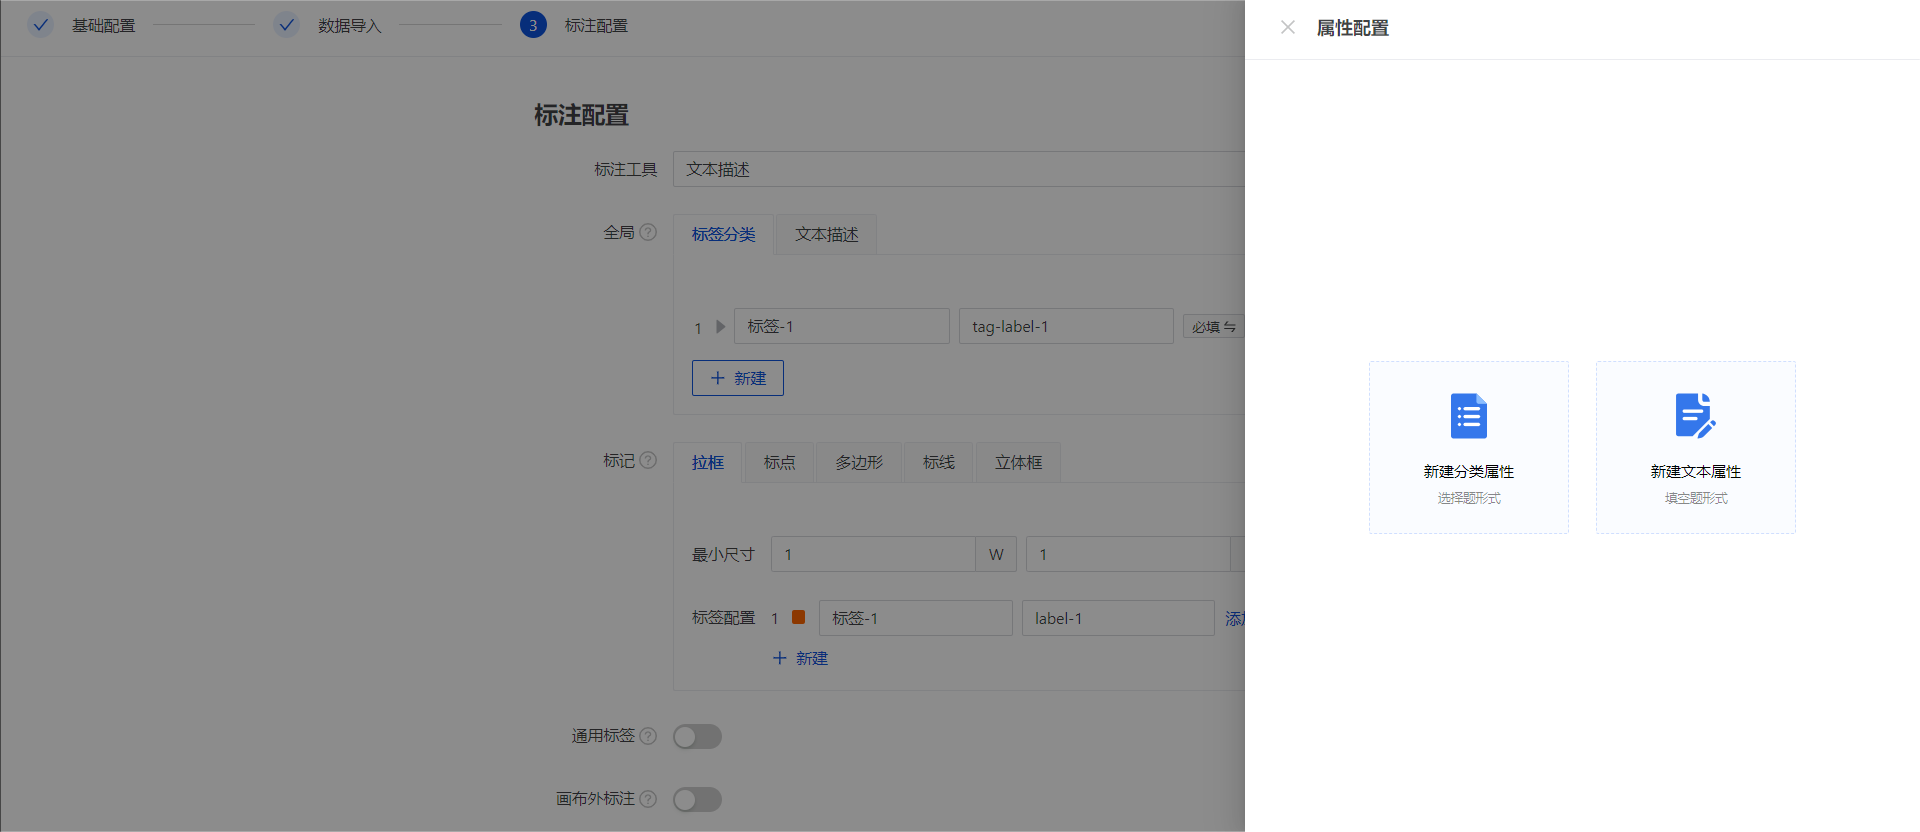 基础配置
数据导入
3 标注配置
属性配置
标注配置
标注工具 文本描述
全局 ? 标签分类 文本描述
1 标签-1 tag-label-1 必填
新建
标记 ? 拉框 标点 多边形 标线 立体框
最小尺寸 1 W 1
标签配置 1 标签-1 label-1
新建
通用标签 ?
画布外标注 ?
新建分类属性
选择题形式
新建文本属性
填空题形式